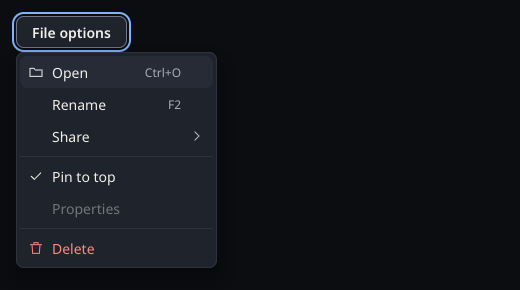 File options
Open Ctrl+O
Rename F2
Share
Pin to top
Properties
Delete